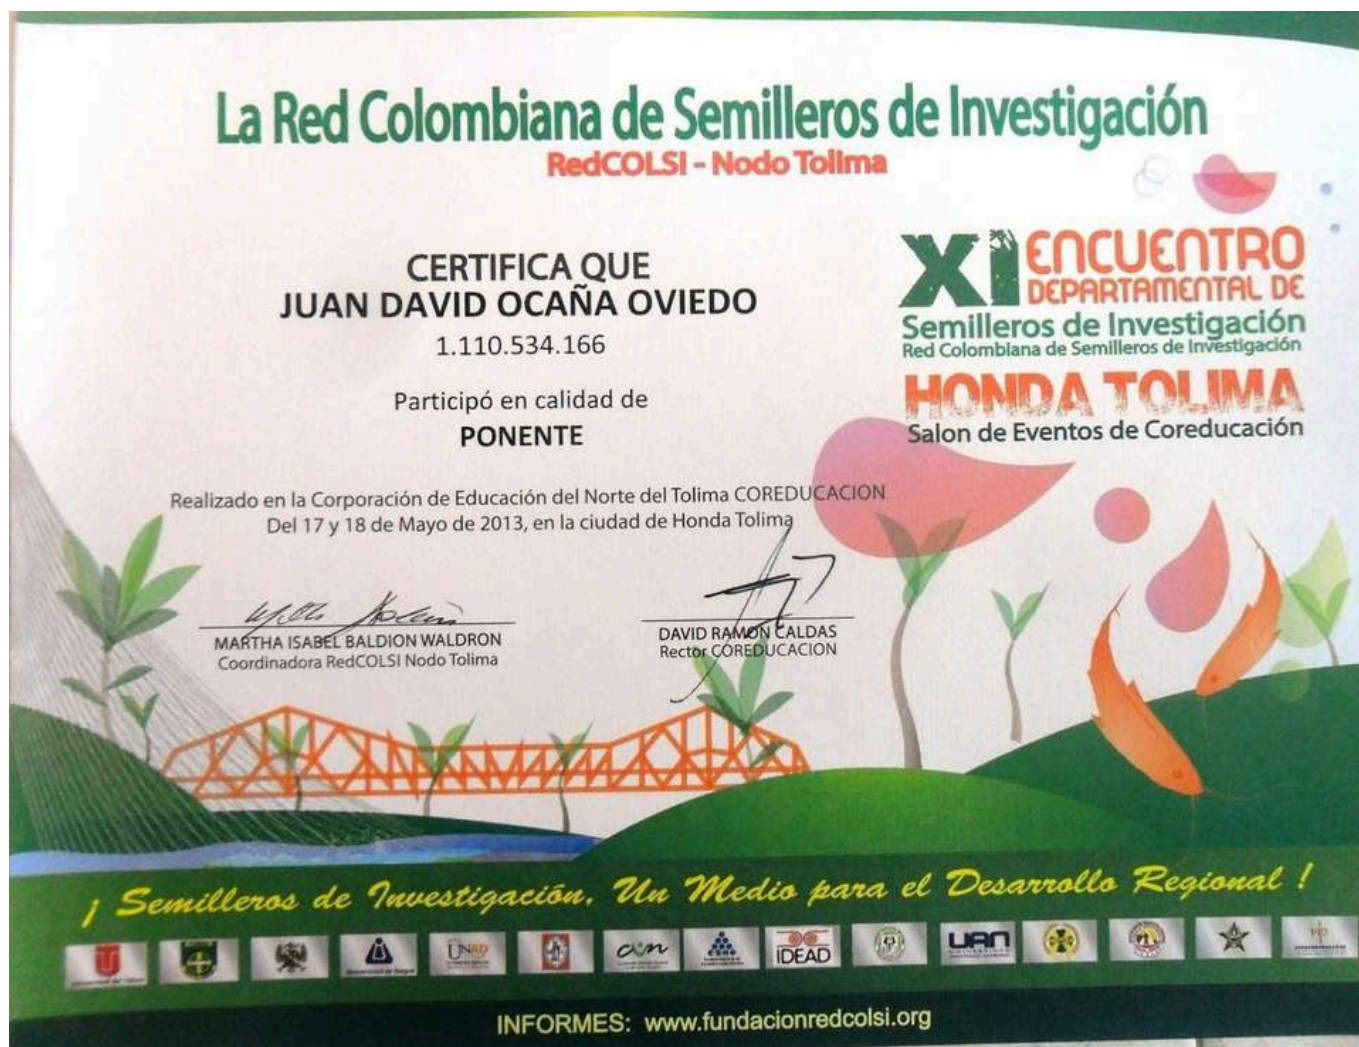 La Red Colombiana de Semilleros de Investigación
RedCOLSI - Nodo Tolima
CERTIFICA QUE
JUAN DAVID OCAÑA OVIEDO
1.110.534.166
Participó en calidad de
PONENTE
Realizado en la Corporación de Educación del Norte del Tolima COREDUCACION
Del 17 y 18 de Mayo de 2013, en la ciudad de Honda Tolima
XI ENCUENTRO
DEPARTAMENTAL DE
Semilleros de Investigación
Red Colombiana de Semilleros de Investigación
HONDA TOLIMA
Salon de Eventos de Coreducación
MARTHA ISABEL BALDION WALDRON
Coordinadora RedCOLSI Nodo Tolima
DAVID RAMON CALDAS
Rector COREDUCACION
¡ Semilleros de Investigación. Un Medio para el Desarrollo Regional !
UNAD
cun
IDEAD
UAN
INFORMES: www.fundacionredcolsi.org